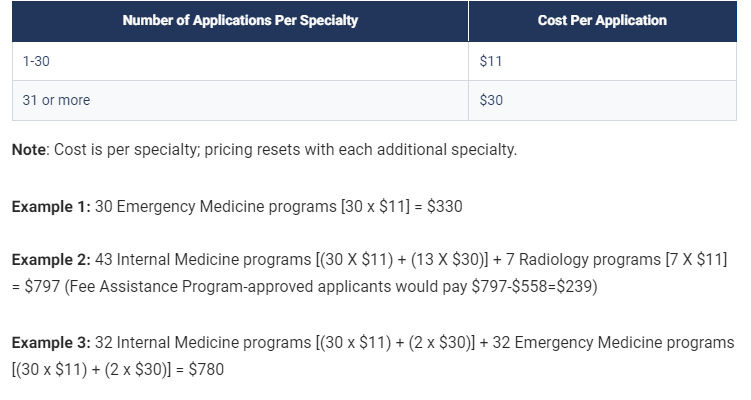 Number of Applications Per Specialty Cost Per Application
1-30 $11
31 or more $30
Note: Cost is per specialty; pricing resets with each additional specialty.
Example 1: 30 Emergency Medicine programs [30 x $11] = $330
Example 2: 43 Internal Medicine programs [(30 X $11) + (13 X $30)] + 7 Radiology programs [7 X $11]
= $797 (Fee Assistance Program-approved applicants would pay $797-$558=$239)
Example 3: 32 Internal Medicine programs [(30 x $11) + (2 x $30)] + 32 Emergency Medicine programs
[(30 x $11) + (2 x $30)] = $780